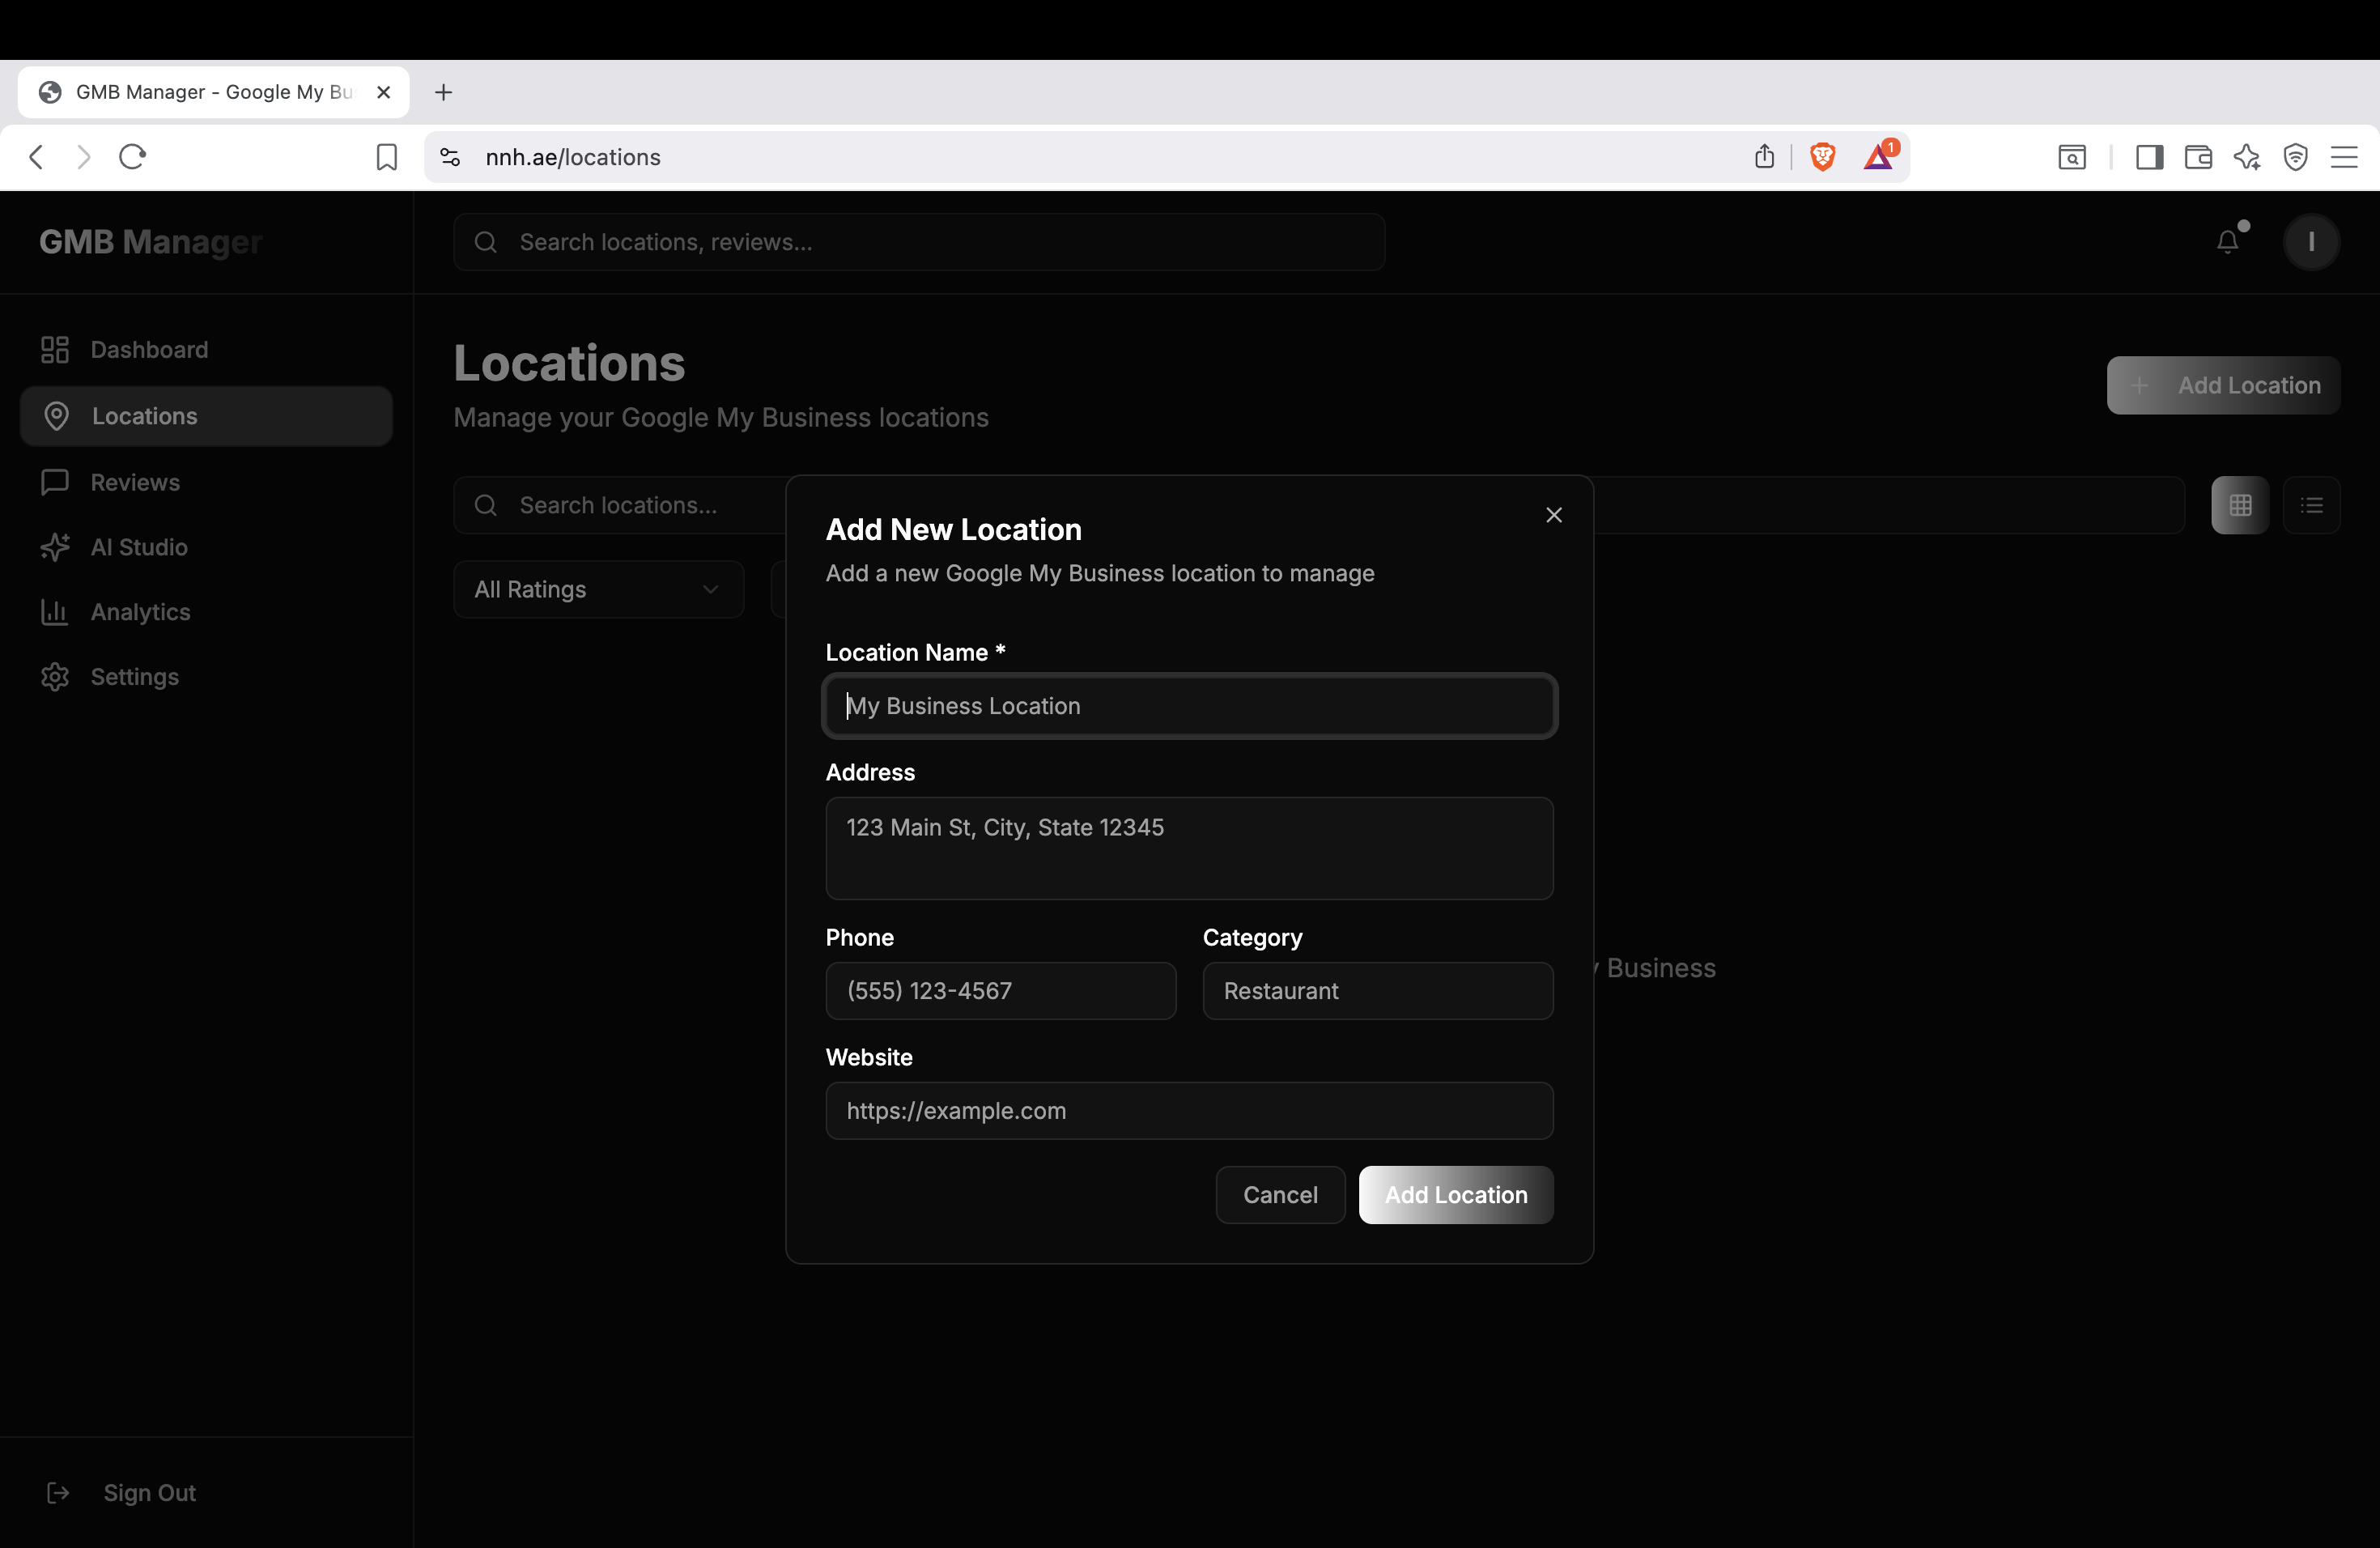 GMB Manager - Google My Bu
nnh.ae/locations
1
GMB Manager
Search locations, reviews...
I
Dashboard
Locations
Reviews
AI Studio
Analytics
Settings
Sign Out
Locations
Manage your Google My Business locations
+ Add Location
Search locations...
All Ratings
Business
Add New Location
Add a new Google My Business location to manage
Location Name *
My Business Location
Address
123 Main St, City, State 12345
Phone
Category
(555) 123-4567
Restaurant
Website
https://example.com
Cancel
Add Location